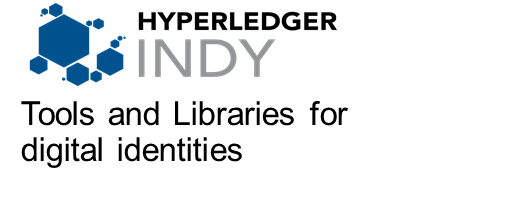 HYPERLEDGER
INDY
Tools and Libraries for
digital identities